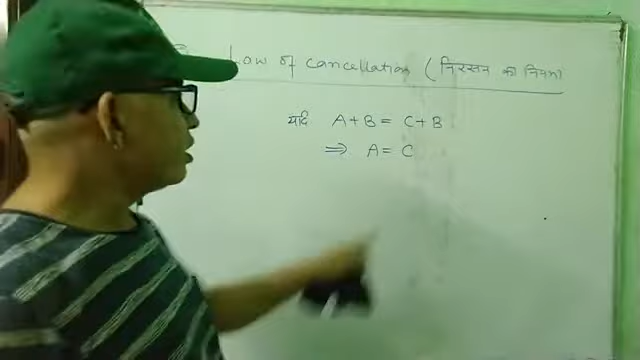 Law of cancellation (निरसन का नियम)
यदि A+B = C+B
⇒ A = C